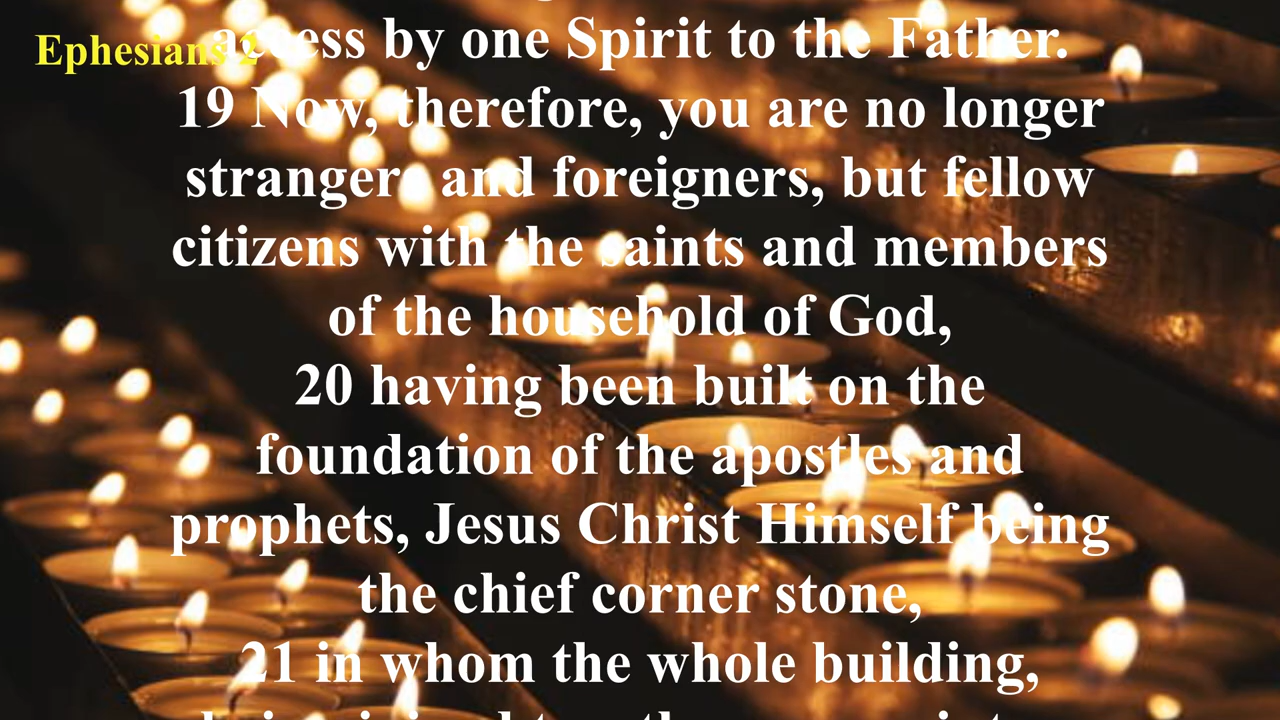 Ephesians 2
access by one Spirit to the Father.
19 Now, therefore, you are no longer
strangers and foreigners, but fellow
citizens with the saints and members
of the household of God,
20 having been built on the
foundation of the apostles and
prophets, Jesus Christ Himself being
the chief corner stone,
21 in whom the whole building,